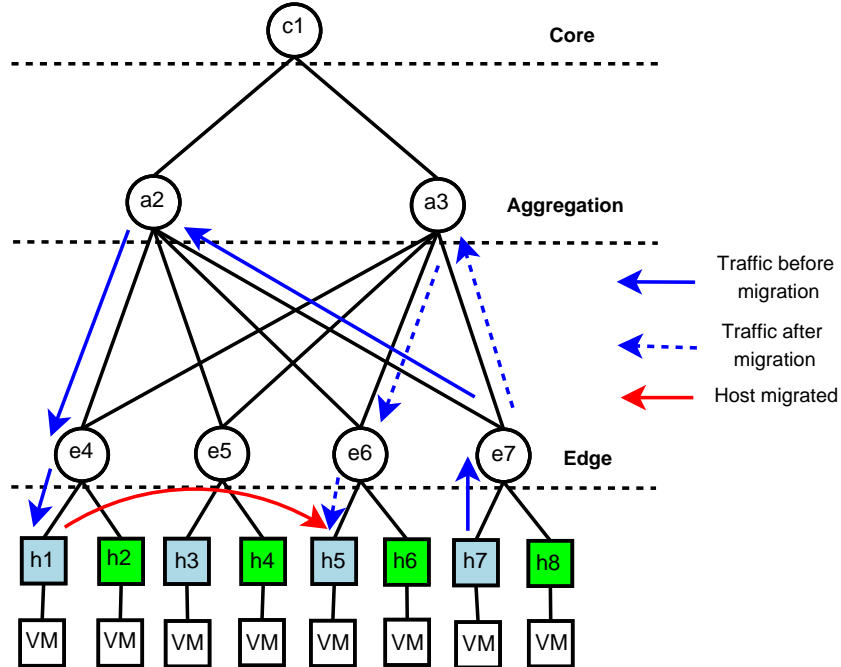 c1
Core
a2
a3
Aggregation
Traffic before
migration
Traffic after
migration
Host migrated
e4
e5
e6
e7
Edge
h1
h2
h3
h4
h5
h6
h7
h8
VM
VM
VM
VM
VM
VM
VM
VM